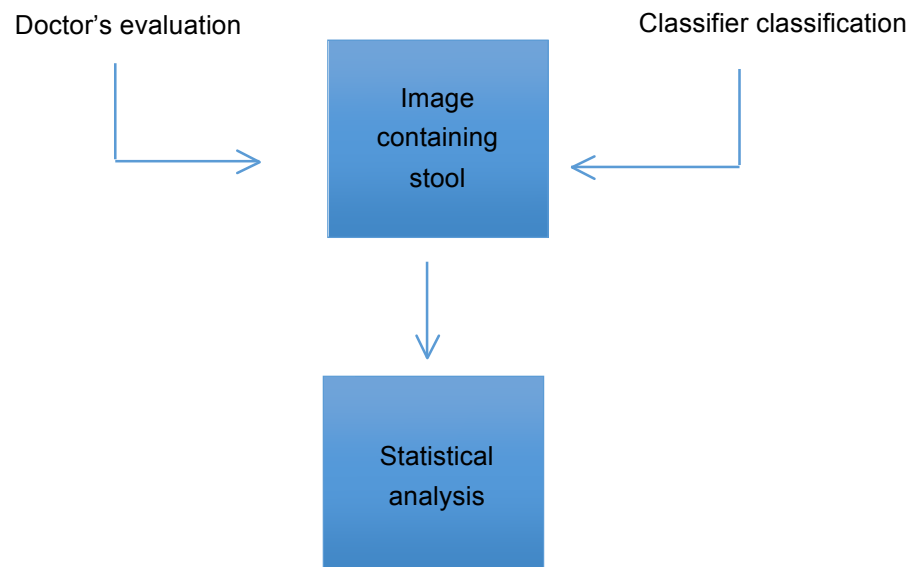 Doctor’s evaluation
Classifier classification
Image
containing
stool
Statistical
analysis